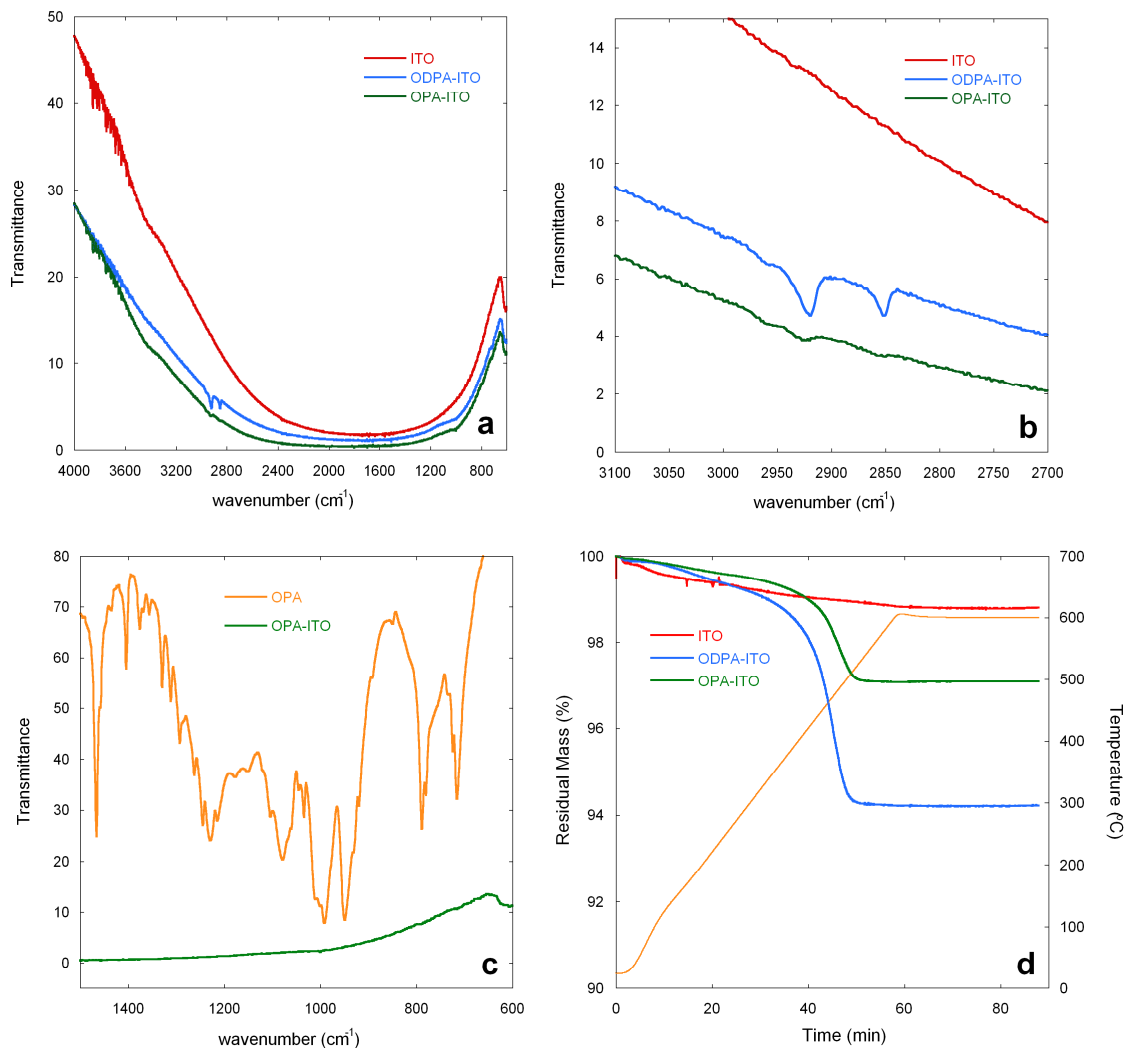 50
40
30
20
10
0
Transmittance
ITO
ODPA-ITO
OPA-ITO
a
4000 3600 3200 2800 2400 2000 1600 1200 800
wavenumber (cm-1)
14
12
10
8
6
4
2
0
Transmittance
ITO
ODPA-ITO
OPA-ITO
b
3100 3050 3000 2950 2900 2850 2800 2750 2700
wavenumber (cm-1)
80
70
60
50
40
30
20
10
0
Transmittance
OPA
OPA-ITO
c
1400 1200 1000 800 600
wavenumber (cm-1)
100
98
96
94
92
90
Residual Mass (%)
ITO
ODPA-ITO
OPA-ITO
d
700
600
500
400
300
200
100
0
Temperature (ºC)
0 20 40 60 80
Time (min)